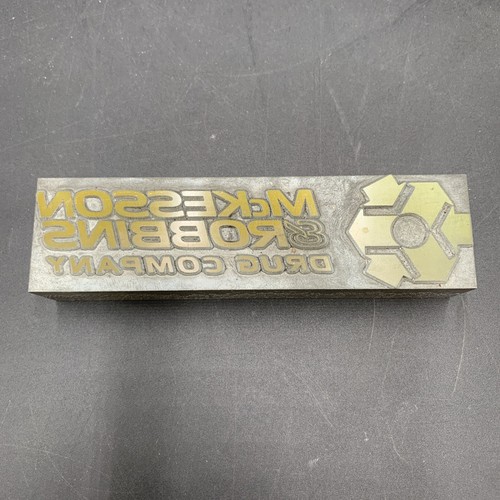 McKESSON
& ROBBINS
DRUG COMPANY